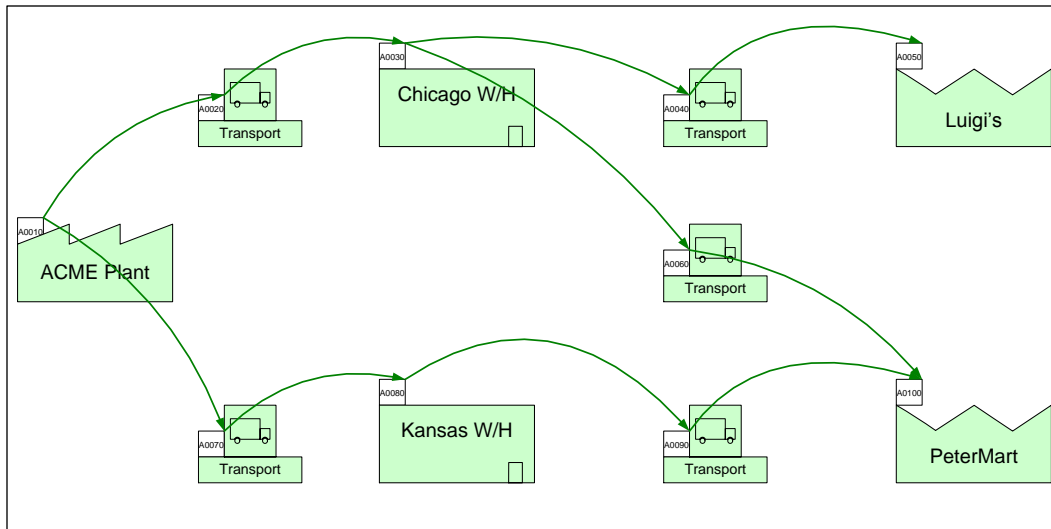 A0030
A0050
A0020
Chicago W/H
A0040
Transport
Transport
Luigi's
A0010
ACME Plant
A0060
Transport
A0080
A0100
A0070
Kansas W/H
A0090
Transport
Transport
PeterMart